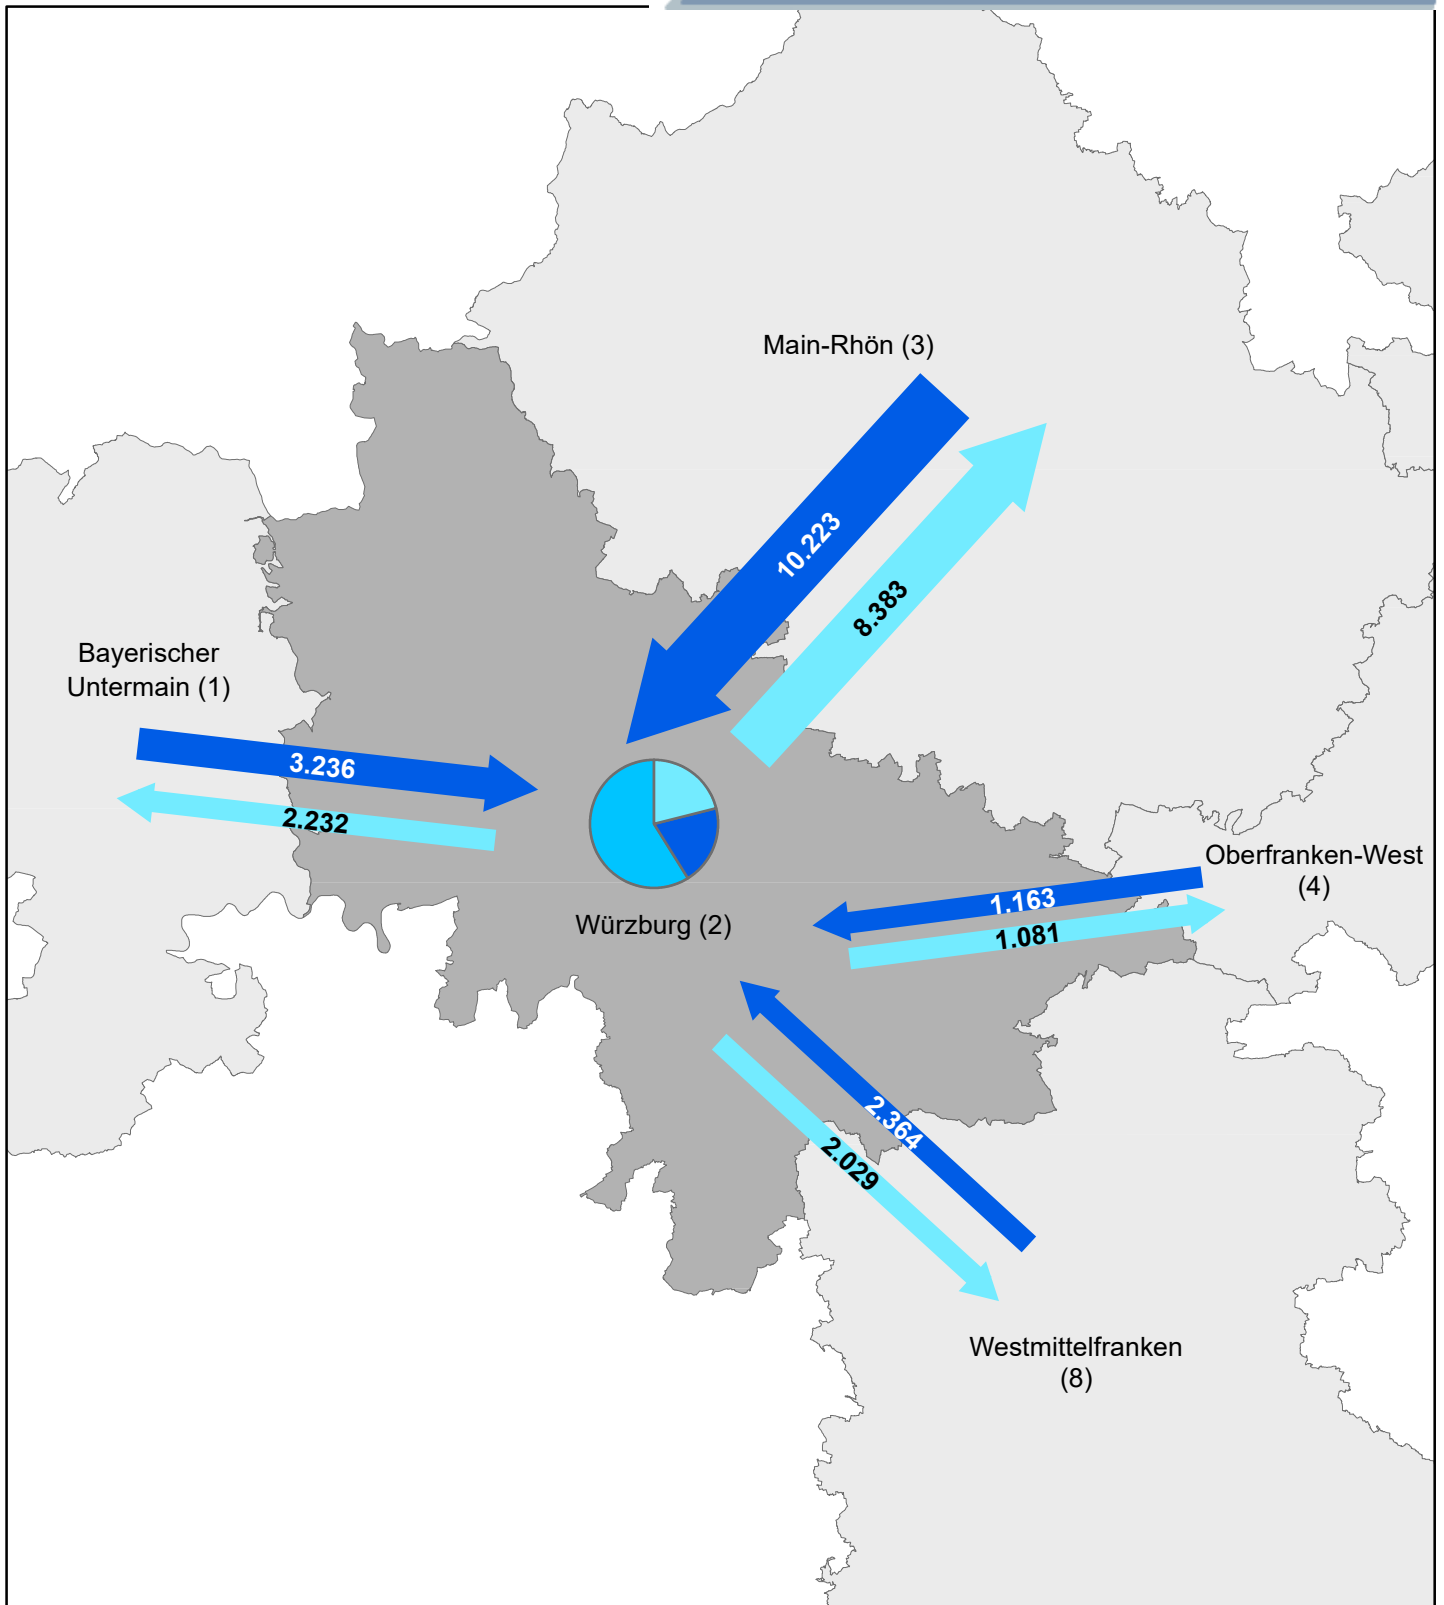 Main-Rhön (3)
10.223
8.383
Bayerischer
Untermain (1)
3.236
2.232
Oberfranken-West
(4)
1.163
1.081
Würzburg (2)
2.364
2.029
Westmittelfranken
(8)